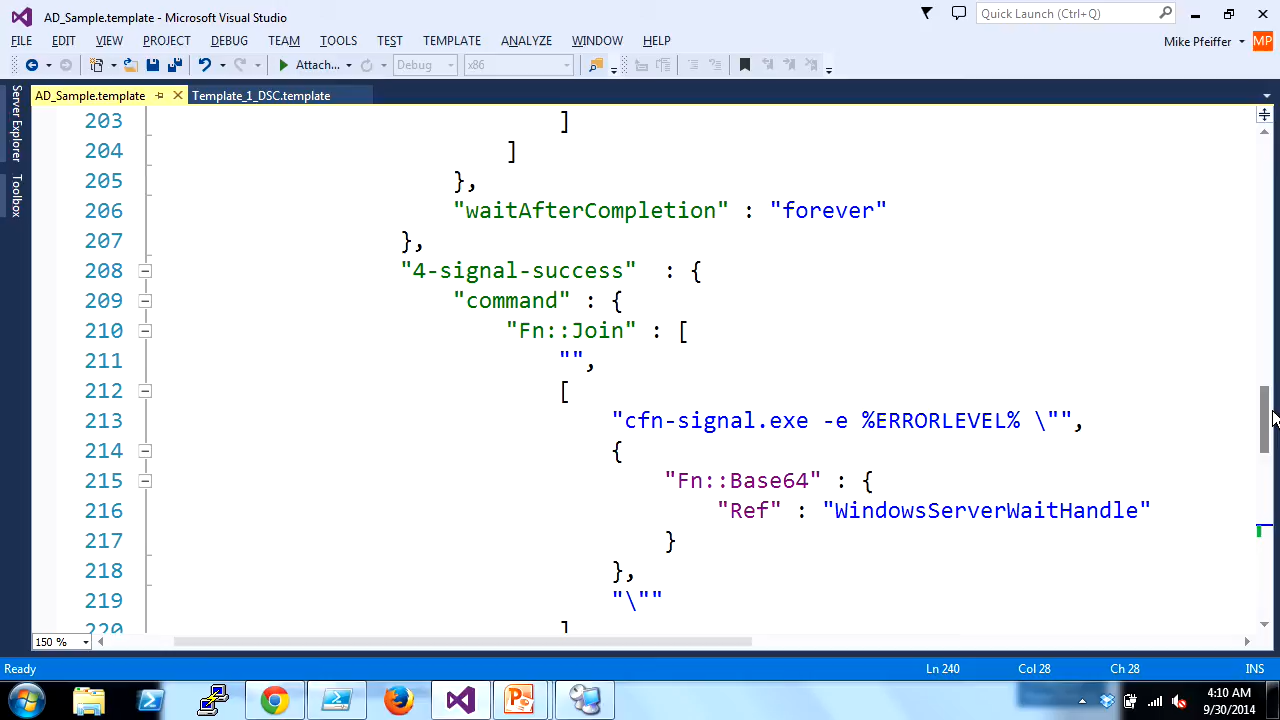 AD_Sample.template - Microsoft Visual Studio
Quick Launch (Ctrl+Q)
FILE EDIT VIEW PROJECT DEBUG TEAM TOOLS TEST TEMPLATE ANALYZE WINDOW HELP
Mike Pfeiffer MP
Attach... Debug x86
Server Explorer
Toolbox
AD_Sample.template Template_1_DSC.template
203 ]
204 ]
205 },
206 "waitAfterCompletion" : "forever"
207 },
208 "4-signal-success"  : {
209 "command" : {
210 "Fn::Join" : [
211 "",
212 [
213 "cfn-signal.exe -e %ERRORLEVEL% \"",
214 {
215 "Fn::Base64" : {
216 "Ref" : "WindowsServerWaitHandle"
217 }
218 },
219 "\""
220 ]
150 %
Ready Ln 240 Col 28 Ch 28 INS
4:10 AM
9/30/2014